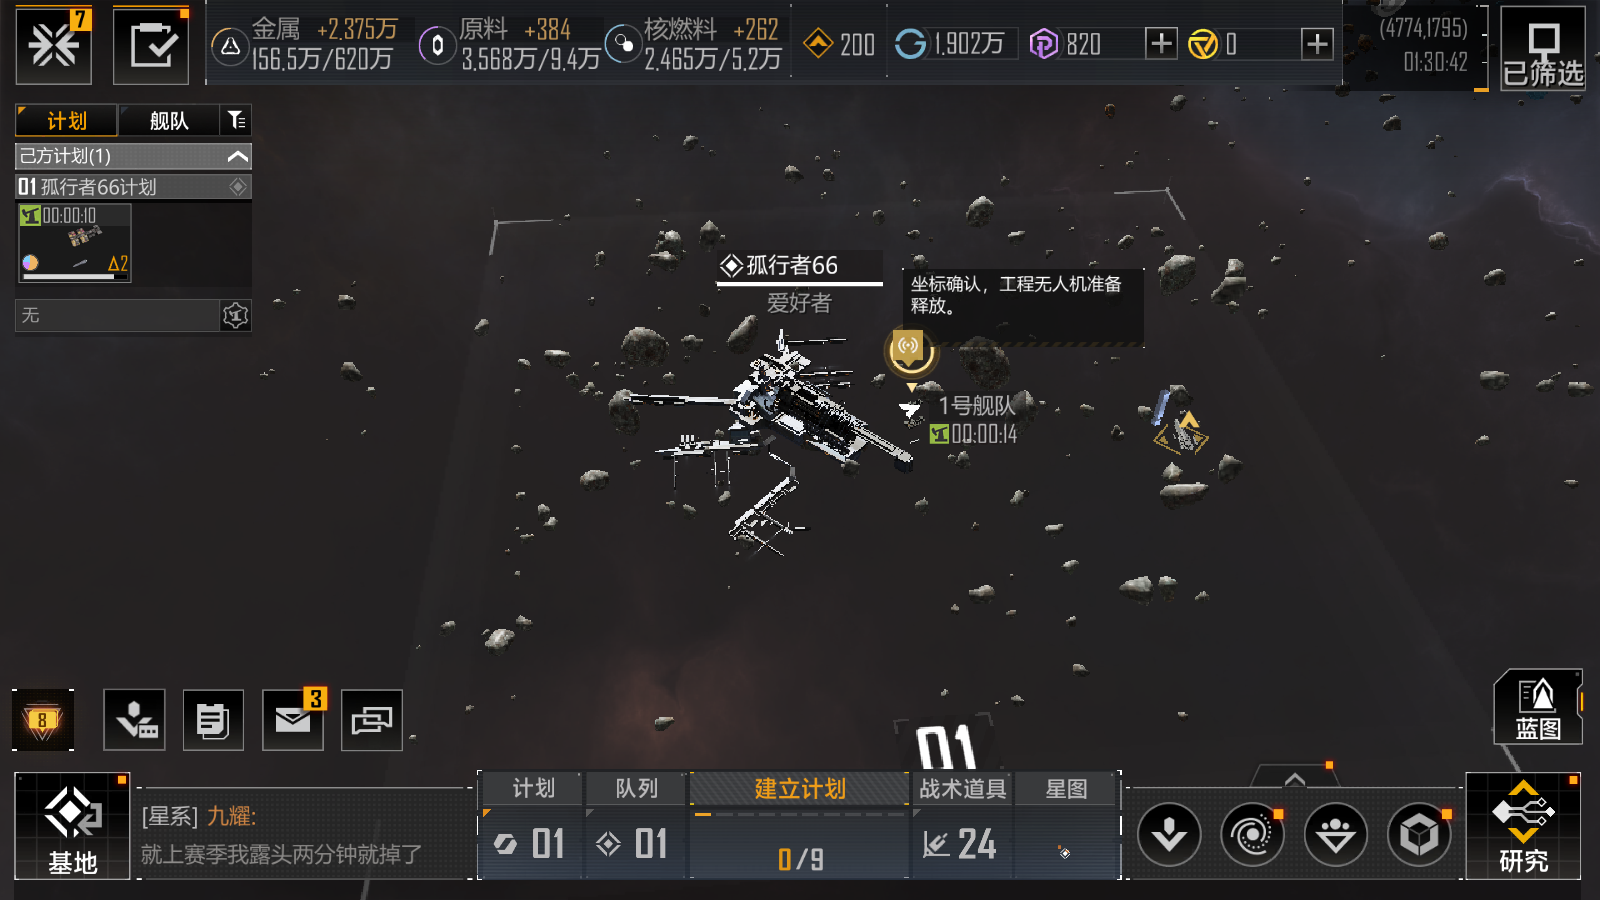 7
金属 +2.375万
156.5万/620万
原料 +384
3.568万/9.4万
核燃料 +262
2.465万/5.2万
200
1.902万
820
0
(4774,1795)
01:30:42
已筛选
计划
舰队
己方计划(1)
01 孤行者66计划
00:00:10
2
无
孤行者66
爱好者
坐标确认，工程无人机准备
释放。
1号舰队
00:00:14
01
8
3
蓝图
基地
[星系] 九耀:
就上赛季我露头两分钟就掉了
计划
01
队列
01
建立计划
0/9
战术道具
24
星图
研究